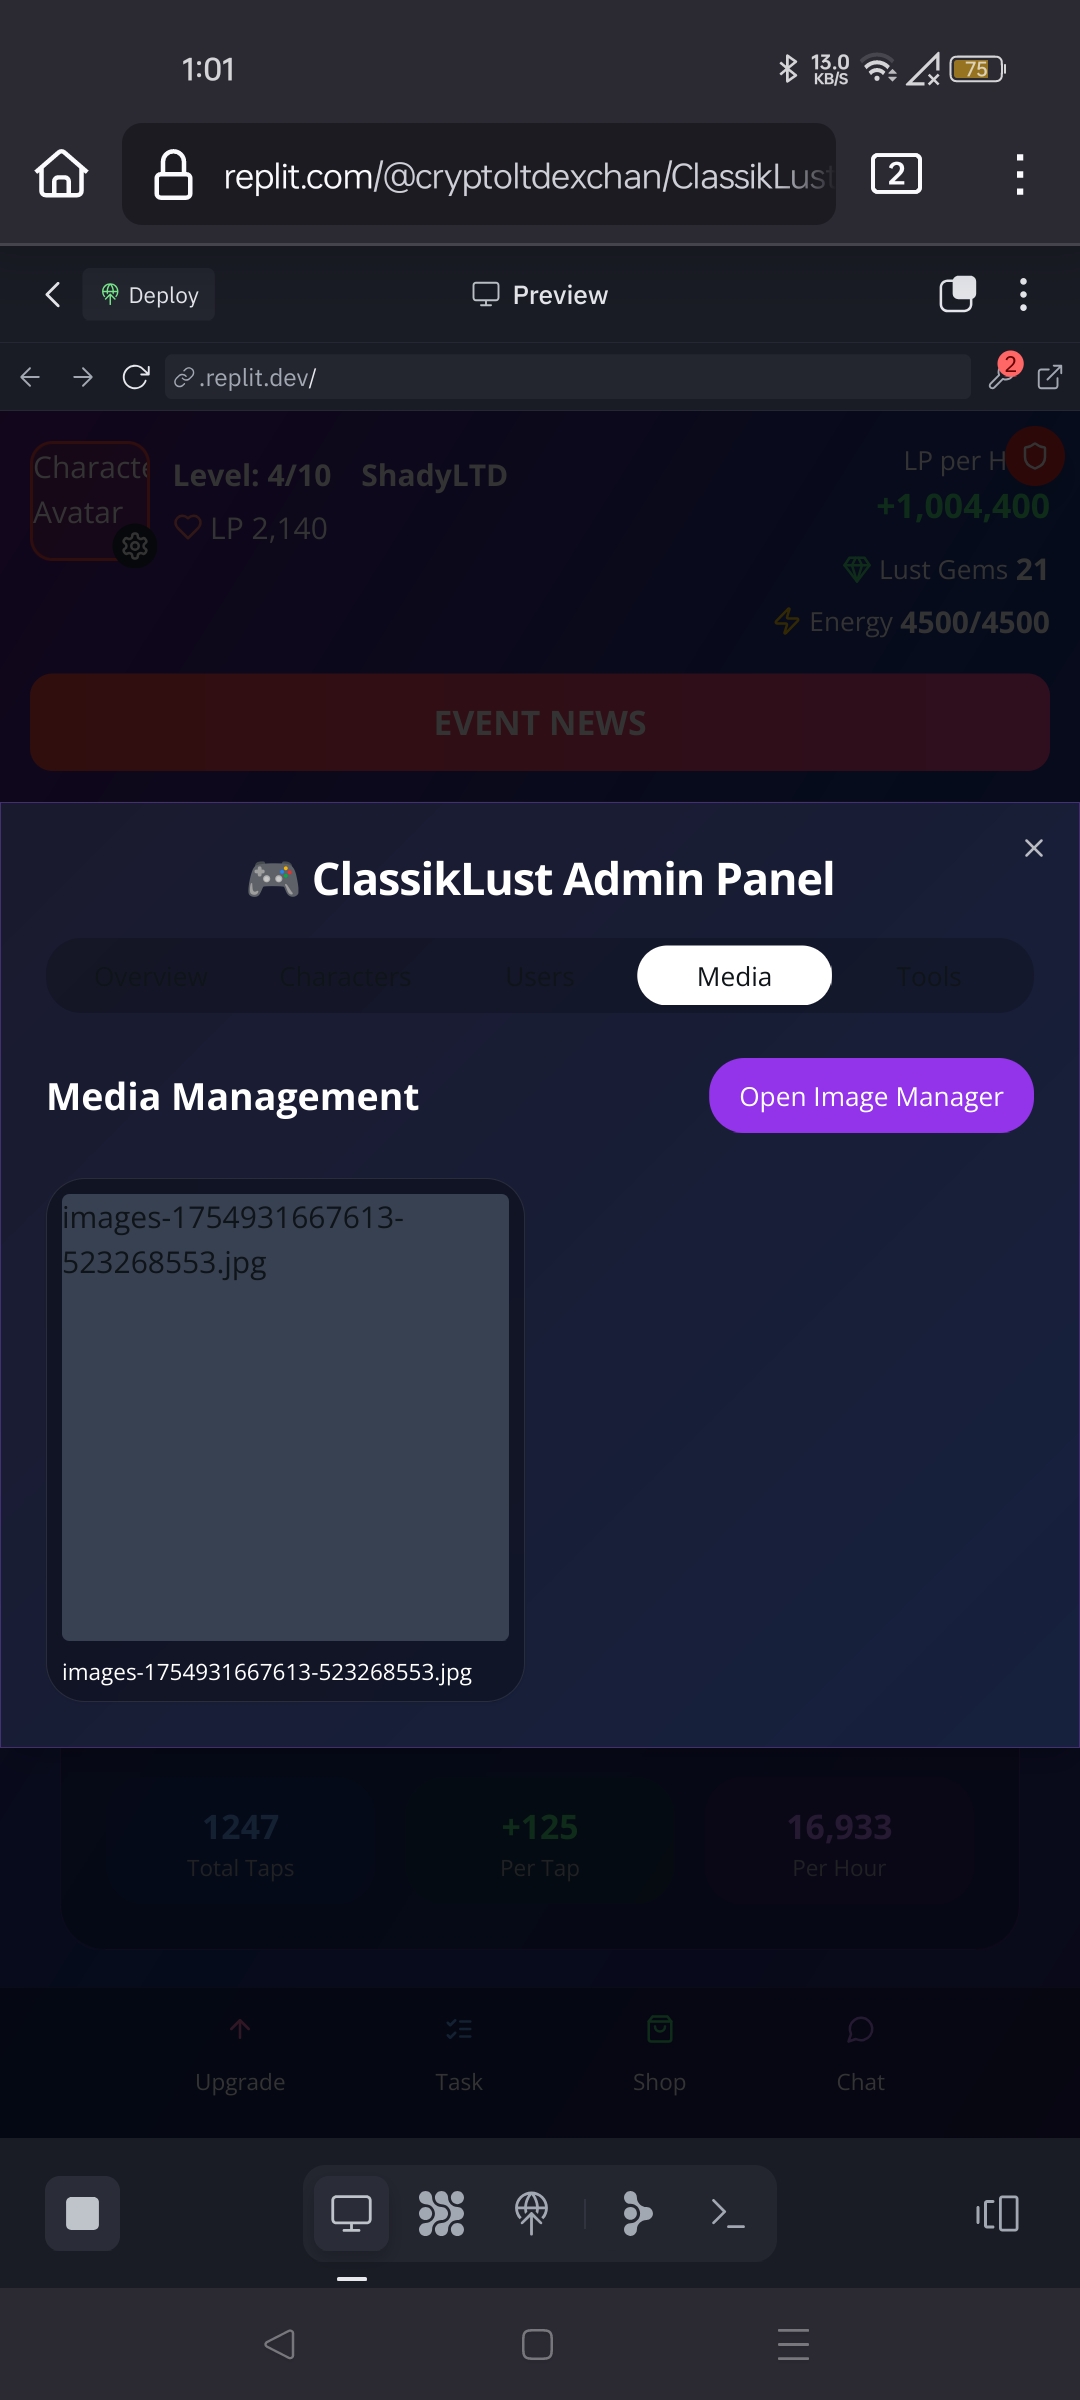 1:01
13.0
KB/S
75
replit.com/@cryptoltdexchan/ClassikLust
2
Deploy
Preview
.replit.dev/
2
Characte
Avatar
Level: 4/10 ShadyLTD
LP 2,140
LP per H
+1,004,400
Lust Gems 21
Energy 4500/4500
EVENT NEWS
ClassikLust Admin Panel
Overview Characters Users Media Tools
Media Management
Open Image Manager
images-1754931667613-
523268553.jpg
images-1754931667613-523268553.jpg
1247
Total Taps
+125
Per Tap
16,933
Per Hour
Upgrade
Task
Shop
Chat